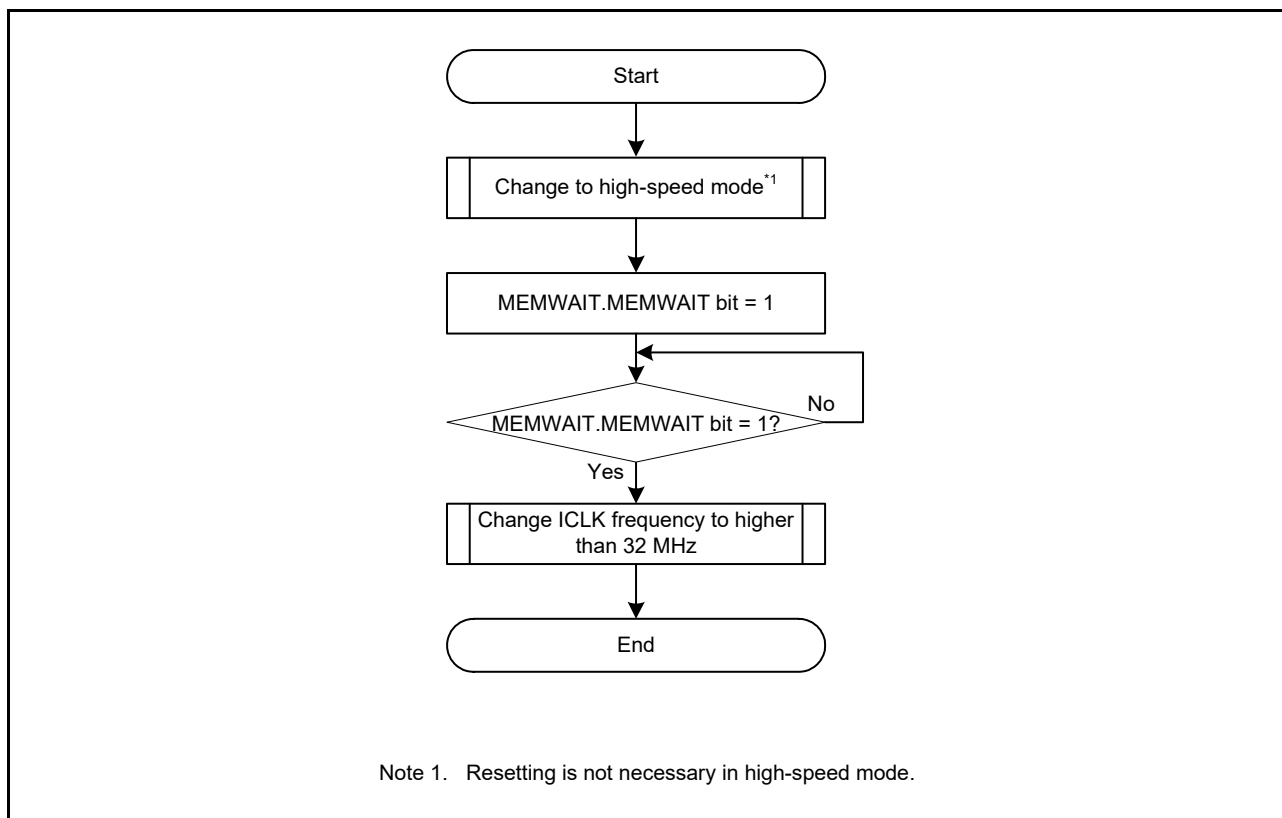 Start
Change to high-speed mode*1
MEMWAIT.MEMWAIT bit = 1
MEMWAIT.MEMWAIT bit = 1?
No
Yes
Change ICLK frequency to higher
than 32 MHz
End
Note 1. Resetting is not necessary in high-speed mode.